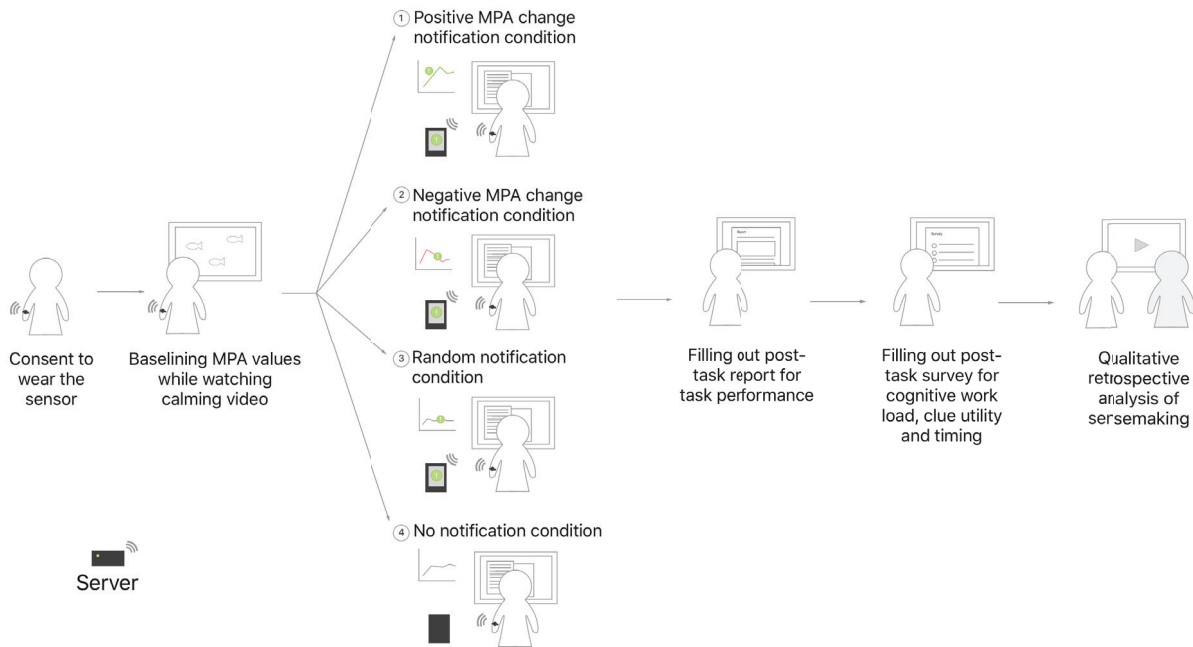 1 Positive MPA change
notification condition
2 Negative MPA change
notification condition
3 Random notification
condition
4 No notification condition
Consent to
wear the
sensor
Baselining MPA values
while watching
calming video
Server
Filling out post-
task report for
task performance
Survey
Filling out post-
task survey for
cognitive work
load, clue utility
and timing
Qualitative
retrospective
analysis of
sensemaking